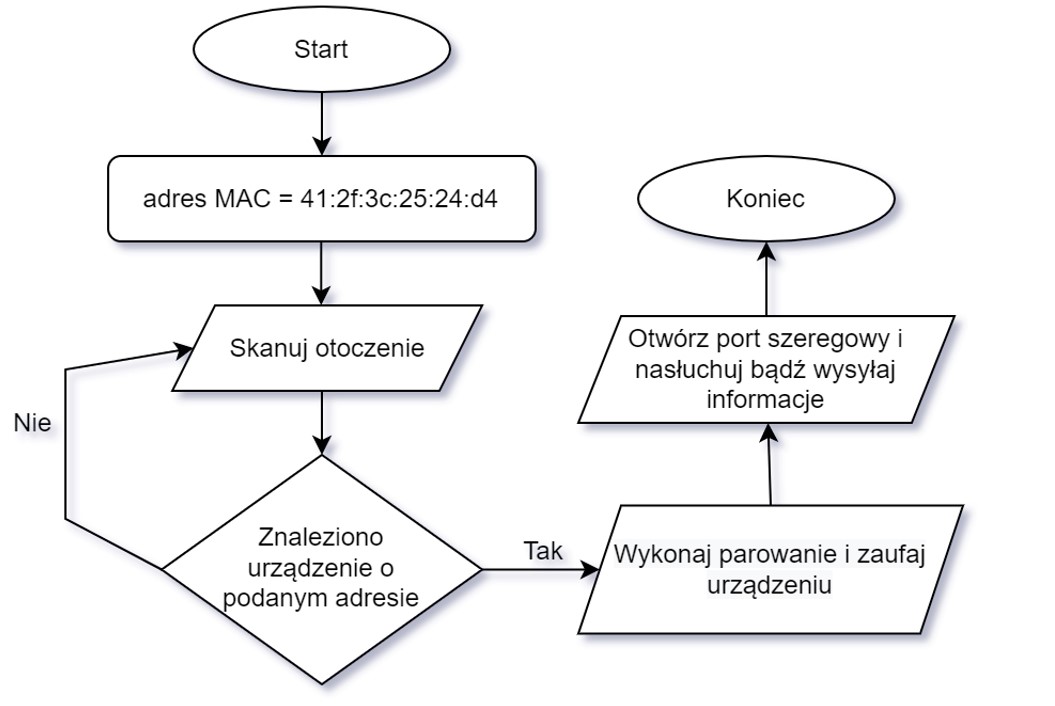 Start
adres MAC = 41:2f:3c:25:24:d4
Skanuj otoczenie
Nie
Znaleziono
urządzenie o
podanym adresie
Tak
Wykonaj parowanie i zaufaj
urządzeniu
Otwórz port szeregowy i
nasłuchuj bądź wysyłaj
informacje
Koniec